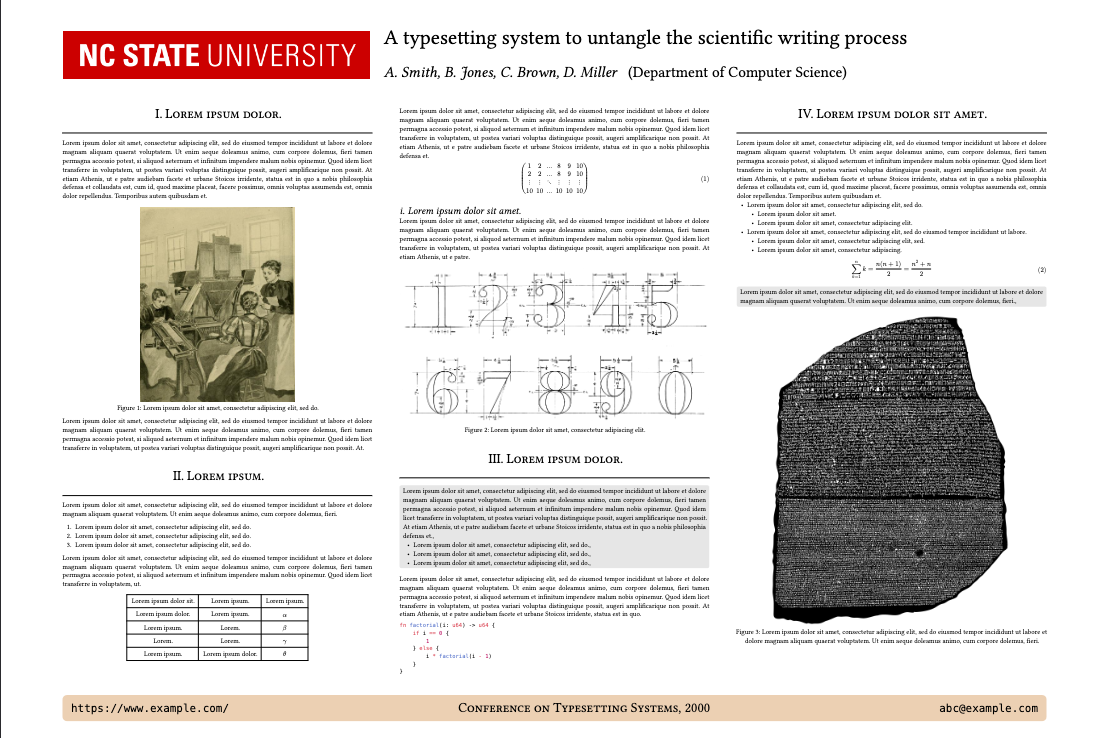 NC STATE UNIVERSITY
A typesetting system to untangle the scientific writing process
A. Smith, B. Jones, C. Brown, D. Miller (Department of Computer Science)
I. Lorem ipsum dolor.
Lorem ipsum dolor sit amet, consectetur adipiscing elit, sed do eiusmod tempor incididunt ut labore et dolore
magnam aliquam quaerat voluptatem. Ut enim aeque doleamus animo, cum corpore dolemus, fieri tamen
permagna accessio potest, si aliquod aeternum et infinitum impendere malum nobis opinemur. Quod idem licet
transferre in voluptatem, ut postea variari voluptas distinguique possit, augeri amplificarique non possit. At
etiam Athenis, ut e patre audiebam facete et urbane Stoicos irridente, statua est in quo a nobis philosophia
defensa et collaudata est, cum id, quod maxime placeat, facere possimus, omnis voluptas assumenda est, omnis
dolor repellendus. Temporibus autem quibusdam et.
Figure 1: Lorem ipsum dolor sit amet, consectetur adipiscing elit, sed do.
Lorem ipsum dolor sit amet, consectetur adipiscing elit, sed do eiusmod tempor incididunt ut labore et dolore
magnam aliquam quaerat voluptatem. Ut enim aeque doleamus animo, cum corpore dolemus, fieri tamen
permagna accessio potest, si aliquod aeternum et infinitum impendere malum nobis opinemur. Quod idem licet
transferre in voluptatem, ut postea variari voluptas distinguique possit, augeri amplificarique non possit. At.
II. Lorem ipsum.
Lorem ipsum dolor sit amet, consectetur adipiscing elit, sed do eiusmod tempor incididunt ut labore et dolore
magnam aliquam quaerat voluptatem. Ut enim aeque doleamus animo, cum corpore dolemus, fieri.
1. Lorem ipsum dolor sit amet, consectetur adipiscing elit, sed do.
2. Lorem ipsum dolor sit amet, consectetur adipiscing elit, sed do.
3. Lorem ipsum dolor sit amet, consectetur adipiscing elit, sed do.
Lorem ipsum dolor sit amet, consectetur adipiscing elit, sed do eiusmod tempor incididunt ut labore et dolore
magnam aliquam quaerat voluptatem. Ut enim aeque doleamus animo, cum corpore dolemus, fieri tamen
permagna accessio potest, si aliquod aeternum et infinitum impendere malum nobis opinemur. Quod idem licet
transferre in voluptatem, ut.
Lorem ipsum dolor sit. Lorem ipsum. Lorem ipsum.
Lorem ipsum dolor. Lorem ipsum. α
Lorem ipsum. Lorem. β
Lorem. Lorem. γ
Lorem ipsum. Lorem ipsum dolor. θ
Lorem ipsum dolor sit amet, consectetur adipiscing elit, sed do eiusmod tempor incididunt ut labore et dolore
magnam aliquam quaerat voluptatem. Ut enim aeque doleamus animo, cum corpore dolemus, fieri tamen
permagna accessio potest, si aliquod aeternum et infinitum impendere malum nobis opinemur. Quod idem licet
transferre in voluptatem, ut postea variari voluptas distinguique possit, augeri amplificarique non possit. At
etiam Athenis, ut e patre audiebam facete et urbane Stoicos irridente, statua est in quo a nobis philosophia
defensa et.
1 2 … 8 9 10
2 2 … 8 9 10
⋮ ⋮ ⋱ ⋮ ⋮ ⋮ (1)
10 10 … 10 10 10
i. Lorem ipsum dolor sit amet.
Lorem ipsum dolor sit amet, consectetur adipiscing elit, sed do eiusmod tempor incididunt ut labore et dolore
magnam aliquam quaerat voluptatem. Ut enim aeque doleamus animo, cum corpore dolemus, fieri tamen
permagna accessio potest, si aliquod aeternum et infinitum impendere malum nobis opinemur. Quod idem licet
transferre in voluptatem, ut postea variari voluptas distinguique possit, augeri amplificarique non possit. At
etiam Athenis, ut e patre.
1 2 3 4 5
6 7 8 9 0
Figure 2: Lorem ipsum dolor sit amet, consectetur adipiscing elit.
III. Lorem ipsum dolor.
Lorem ipsum dolor sit amet, consectetur adipiscing elit, sed do eiusmod tempor incididunt ut labore et dolore
magnam aliquam quaerat voluptatem. Ut enim aeque doleamus animo, cum corpore dolemus, fieri tamen
permagna accessio potest, si aliquod aeternum et infinitum impendere malum nobis opinemur. Quod idem
licet transferre in voluptatem, ut postea variari voluptas distinguique possit, augeri amplificarique non possit.
At etiam Athenis, ut e patre audiebam facete et urbane Stoicos irridente, statua est in quo a nobis philosophia
defensa et.,
• Lorem ipsum dolor sit amet, consectetur adipiscing elit, sed do.,
• Lorem ipsum dolor sit amet, consectetur adipiscing elit, sed do.,
• Lorem ipsum dolor sit amet, consectetur adipiscing elit, sed do.,
Lorem ipsum dolor sit amet, consectetur adipiscing elit, sed do eiusmod tempor incididunt ut labore et dolore
magnam aliquam quaerat voluptatem. Ut enim aeque doleamus animo, cum corpore dolemus, fieri tamen
permagna accessio potest, si aliquod aeternum et infinitum impendere malum nobis opinemur. Quod idem licet
transferre in voluptatem, ut postea variari voluptas distinguique possit, augeri amplificarique non possit. At
etiam Athenis, ut e patre audiebam facete et urbane Stoicos irridente, statua est in quo.
fn factorial(i: u64) -> u64 {
if i == 0 {
1
} else {
i * factorial(i - 1)
}
}
IV. Lorem ipsum dolor sit amet.
Lorem ipsum dolor sit amet, consectetur adipiscing elit, sed do eiusmod tempor incididunt ut labore et dolore
magnam aliquam quaerat voluptatem. Ut enim aeque doleamus animo, cum corpore dolemus, fieri tamen
permagna accessio potest, si aliquod aeternum et infinitum impendere malum nobis opinemur. Quod idem licet
transferre in voluptatem, ut postea variari voluptas distinguique possit, augeri amplificarique non possit. At
etiam Athenis, ut e patre audiebam facete et urbane Stoicos irridente, statua est in quo a nobis philosophia
defensa et collaudata est, cum id, quod maxime placeat, facere possimus, omnis voluptas assumenda est, omnis
dolor repellendus. Temporibus autem quibusdam et.
• Lorem ipsum dolor sit amet, consectetur adipiscing elit, sed do.
• Lorem ipsum dolor sit amet.
• Lorem ipsum dolor sit amet, consectetur adipiscing elit.
• Lorem ipsum dolor sit amet, consectetur adipiscing elit, sed do eiusmod tempor incididunt ut labore.
• Lorem ipsum dolor sit amet, consectetur adipiscing elit, sed.
• Lorem ipsum dolor sit amet, consectetur adipiscing.
∑_{k=1}^{n} k = n(n+1)/2 = (n² + n)/2 (2)
Lorem ipsum dolor sit amet, consectetur adipiscing elit, sed do eiusmod tempor incididunt ut labore et dolore
magnam aliquam quaerat voluptatem. Ut enim aeque doleamus animo, cum corpore dolemus, fieri.,
Figure 3: Lorem ipsum dolor sit amet, consectetur adipiscing elit, sed do eiusmod tempor incididunt ut labore et
dolore magnam aliquam quaerat voluptatem. Ut enim aeque doleamus animo, cum corpore dolemus, fieri.
https://www.example.com/
Conference on Typesetting Systems, 2000
abc@example.com